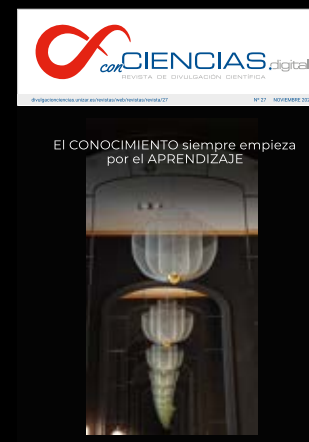 conCIENCIAS.digital
REVISTA DE DIVULGACIÓN CIENTÍFICA
divulgacionciencias.unizar.es/revistas/web/revistas/revista/27
Nº 27 NOVIEMBRE
El CONOCIMIENTO siempre empieza
por el APRENDIZAJE